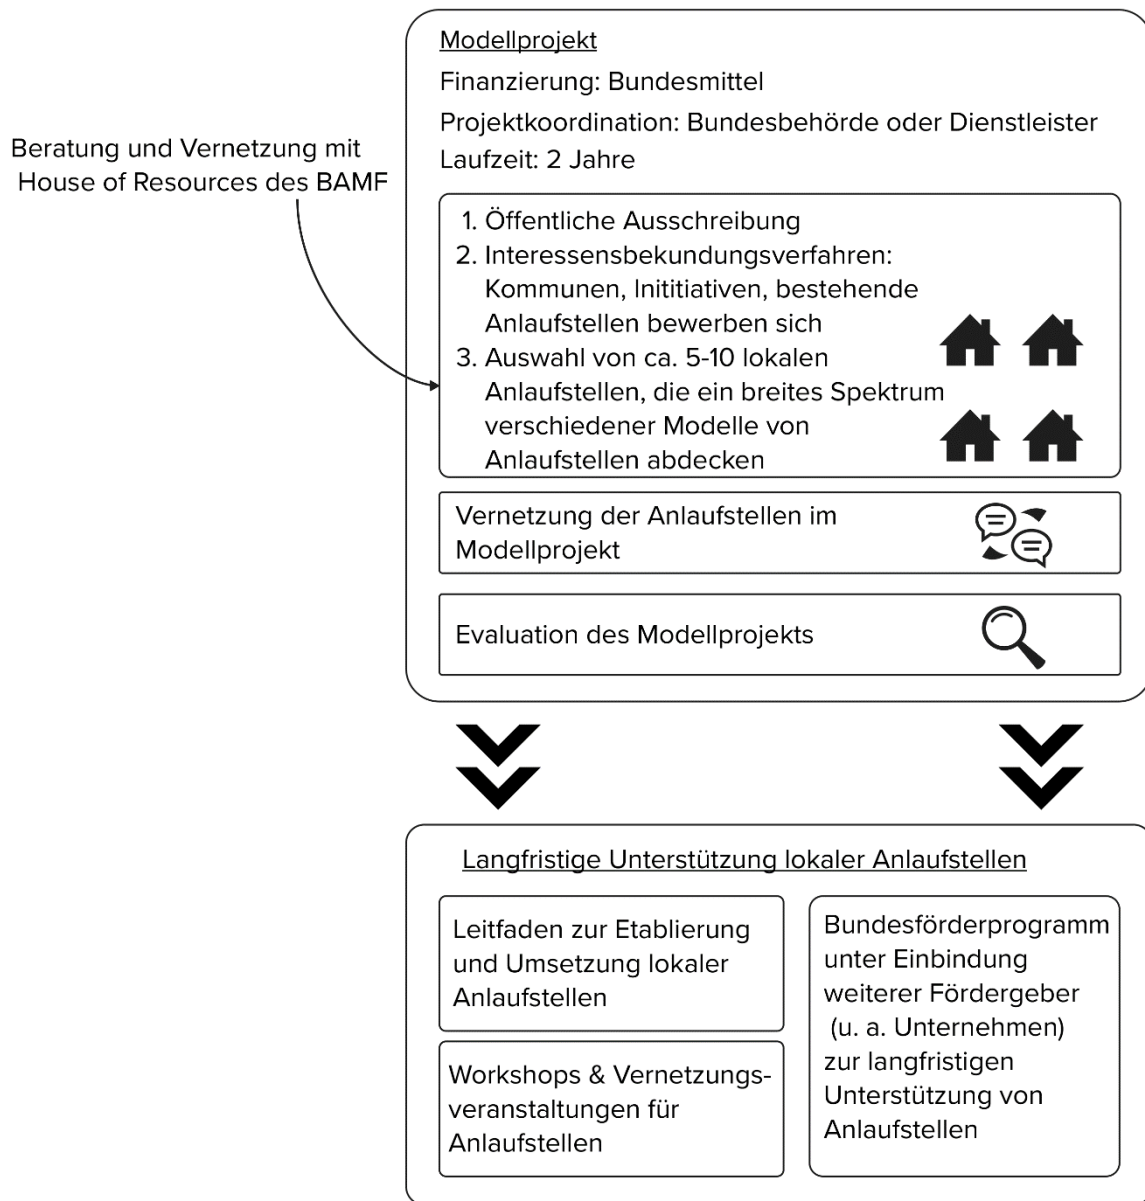 Modellprojekt
Finanzierung: Bundesmittel
Projektkoordination: Bundesbehörde oder Dienstleister
Laufzeit: 2 Jahre
Beratung und Vernetzung mit
House of Resources des BAMF
1. Öffentliche Ausschreibung
2. Interessensbekundungsverfahren:
Kommunen, Inititiativen, bestehende
Anlaufstellen bewerben sich
3. Auswahl von ca. 5-10 lokalen
Anlaufstellen, die ein breites Spektrum
verschiedener Modelle von
Anlaufstellen abdecken
Vernetzung der Anlaufstellen im
Modellprojekt
Evaluation des Modellprojekts
Langfristige Unterstützung lokaler Anlaufstellen
Leitfaden zur Etablierung
und Umsetzung lokaler
Anlaufstellen
Workshops & Vernetzungs-
veranstaltungen für
Anlaufstellen
Bundesförderprogramm
unter Einbindung
weiterer Fördergeber
(u. a. Unternehmen)
zur langfristigen
Unterstützung von
Anlaufstellen